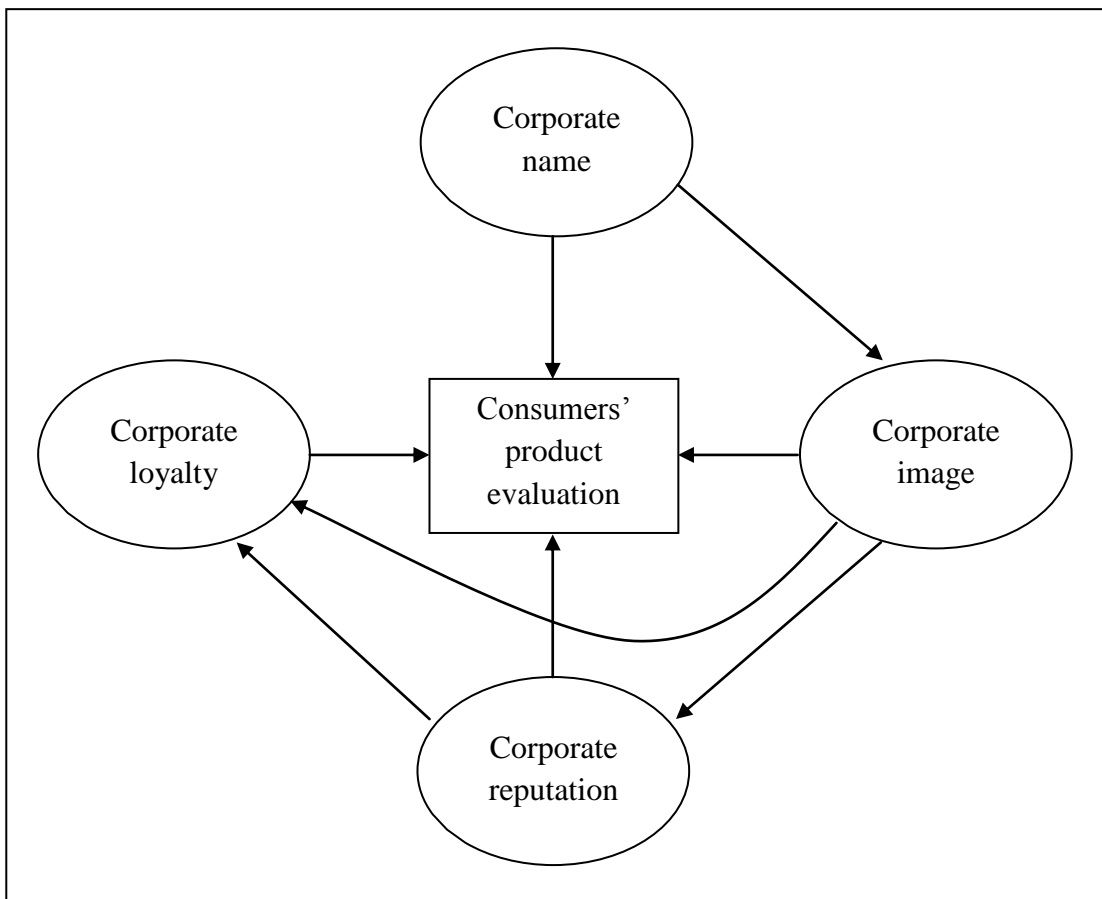 Corporate
name
Consumers’
product
evaluation
Corporate
loyalty
Corporate
image
Corporate
reputation